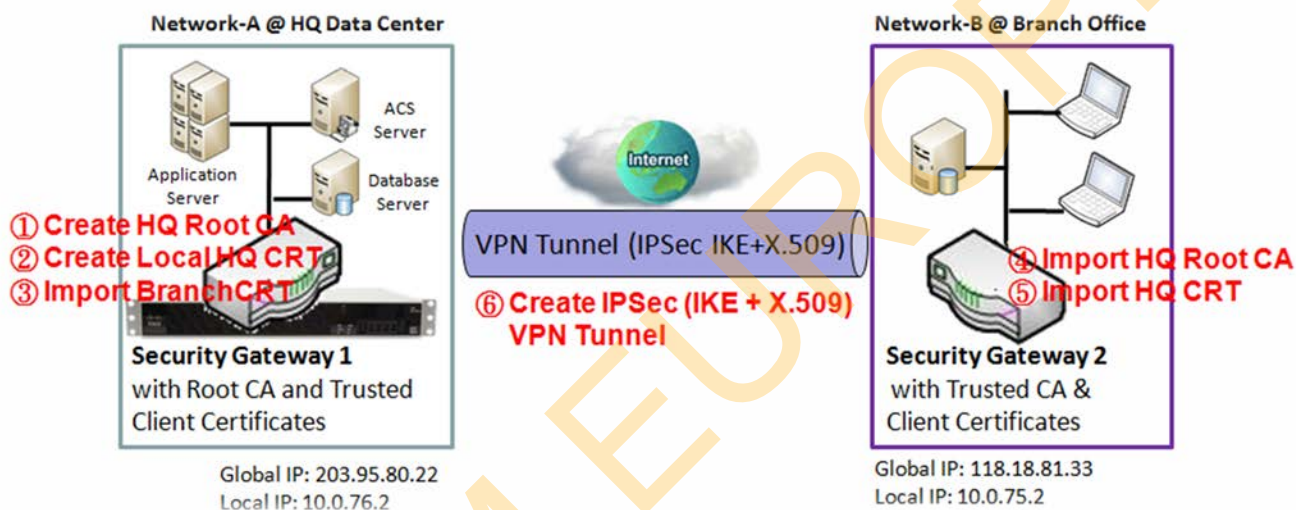 Network-A @ HQ Data Center
ACS
Server
Application
Server
Database
Server
① Create HQ Root CA
② Create Local HQ CRT
③ Import BranchCRT
Security Gateway 1
with Root CA and Trusted
Client Certificates
Global IP: 203.95.80.22
Local IP: 10.0.76.2
Internet
VPN Tunnel (IPSec IKE+X.509)
⑥ Create IPSec (IKE + X.509)
VPN Tunnel
Network-B @ Branch Office
④ Import HQ Root CA
⑤ Import HQ CRT
Security Gateway 2
with Trusted CA &
Client Certificates
Global IP: 118.18.81.33
Local IP: 10.0.75.2
M EUROP